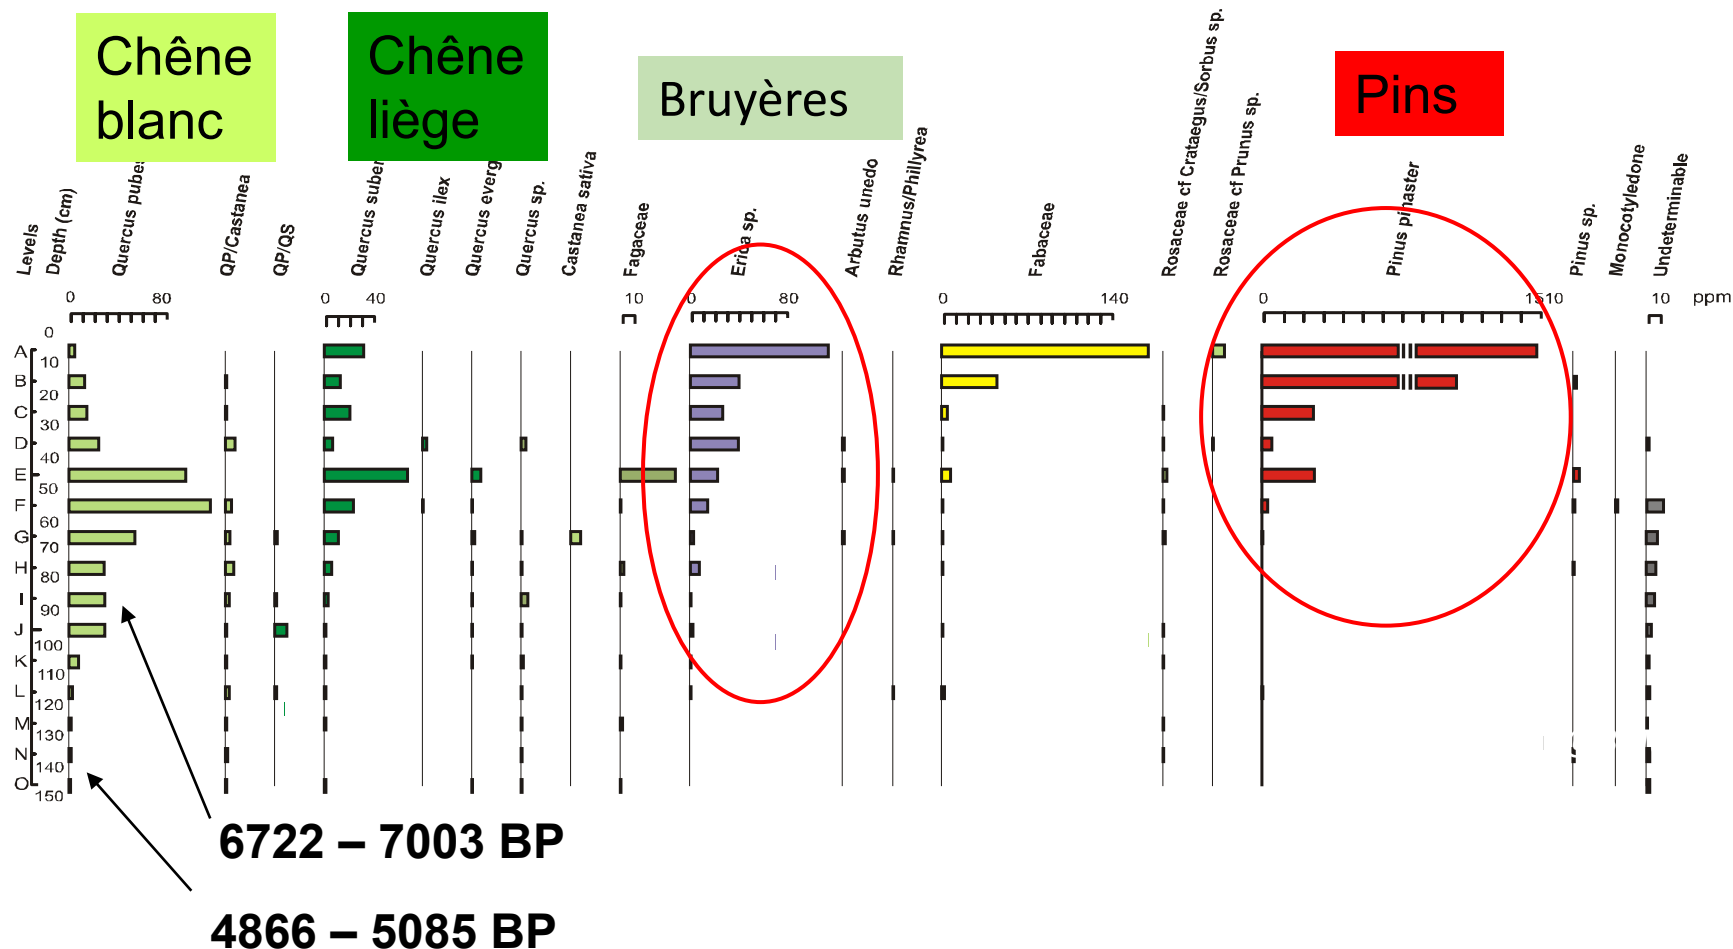 Chêne
blanc
Chêne
liège
Bruyères
Pins
Levels
Depth (cm)
Quercus pubes
QP/Castanea
QP/QS
Quercus suber
Quercus ilex
Quercus everg
Quercus sp.
Castanea sativa
Fagaceae
Erica sp.
Arbutus unedo
Rhamnus/Phillyrea
Fabaceae
Rosaceae cf Crataegus/Sorbus sp.
Rosaceae cf Prunus sp.
Pinus pinaster
Pinus sp.
Monocotyledone
Undeterminable
0 80 0 40 10 0 80 0 140 0 1510 10 ppm
0
A
10
B
20
C
30
D
40
E
50
F
60
G
70
H
80
I
90
J
100
K
110
L
120
M
130
N
140
O
150
6722 – 7003 BP
4866 – 5085 BP